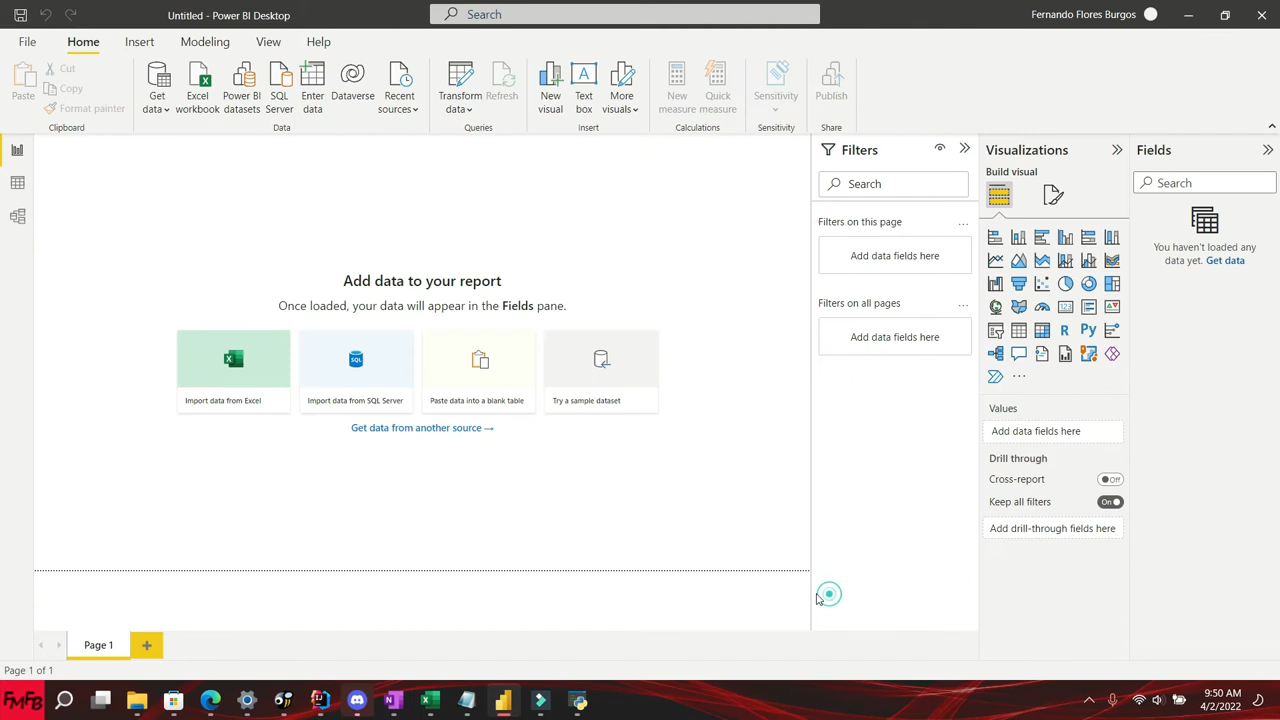 Untitled - Power BI Desktop
Search
Fernando Flores Burgos
File Home Insert Modeling View Help
Paste
Cut
Copy
Format painter
Clipboard
Get data
Excel workbook
Power BI datasets
SQL Server
Enter data
Dataverse
Recent sources
Data
Transform data
Refresh
Queries
New visual
Text box
More visuals
Insert
New measure
Quick measure
Calculations
Sensitivity
Sensitivity
Publish
Share
Add data to your report
Once loaded, your data will appear in the Fields pane.
SQL
Import data from Excel
Import data from SQL Server
Paste data into a blank table
Try a sample dataset
Get data from another source →
Filters
Search
Filters on this page ...
Add data fields here
Filters on all pages ...
Add data fields here
Visualizations
Build visual
123
R
Py
...
Values
Add data fields here
Drill through
Cross-report Off
Keep all filters On
Add drill-through fields here
Fields
Search
You haven't loaded any
data yet. Get data
Page 1
Page 1 of 1
FMFB
9:50 AM
4/2/2022